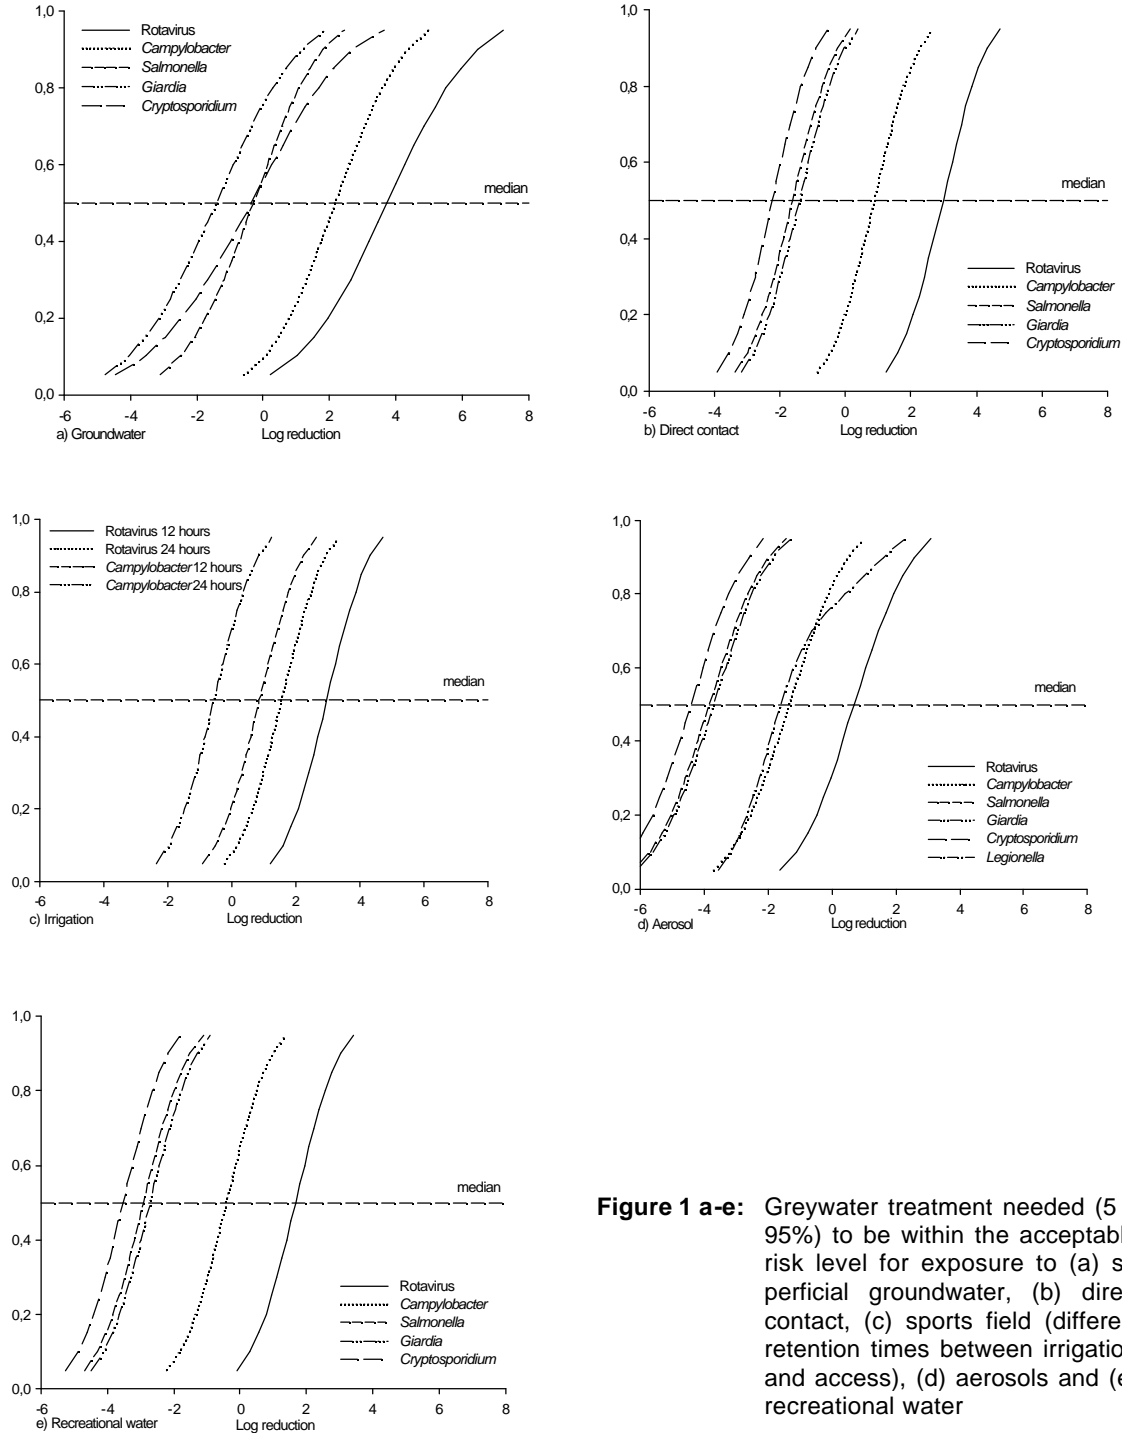 1,0
0,8
0,6
0,4
0,2
0,0
Rotavirus
Campylobacter
Salmonella
Giardia
Cryptosporidium
median
-6 -4 -2 0 2 4 6 8
a) Groundwater Log reduction
1,0
0,8
0,6
0,4
0,2
0,0
median
Rotavirus
Campylobacter
Salmonella
Giardia
Cryptosporidium
-6 -4 -2 0 2 4 6 8
b) Direct contact Log reduction
1,0
0,8
0,6
0,4
0,2
0,0
Rotavirus 12 hours
Rotavirus 24 hours
Campylobacter 12 hours
Campylobacter 24 hours
median
-6 -4 -2 0 2 4 6 8
c) Irrigation Log reduction
1,0
0,8
0,6
0,4
0,2
0,0
median
Rotavirus
Campylobacter
Salmonella
Giardia
Cryptosporidium
Legionella
-6 -4 -2 0 2 4 6 8
d) Aerosol Log reduction
1,0
0,8
0,6
0,4
0,2
0,0
median
Rotavirus
Campylobacter
Salmonella
Giardia
Cryptosporidium
-6 -4 -2 0 2 4 6 8
e) Recreational water Log reduction
Figure 1 a-e: Greywater treatment needed (5
95%) to be within the acceptabl
risk level for exposure to (a) s
perficial groundwater, (b) dire
contact, (c) sports field (differe
retention times between irrigatio
and access), (d) aerosols and (e
recreational water